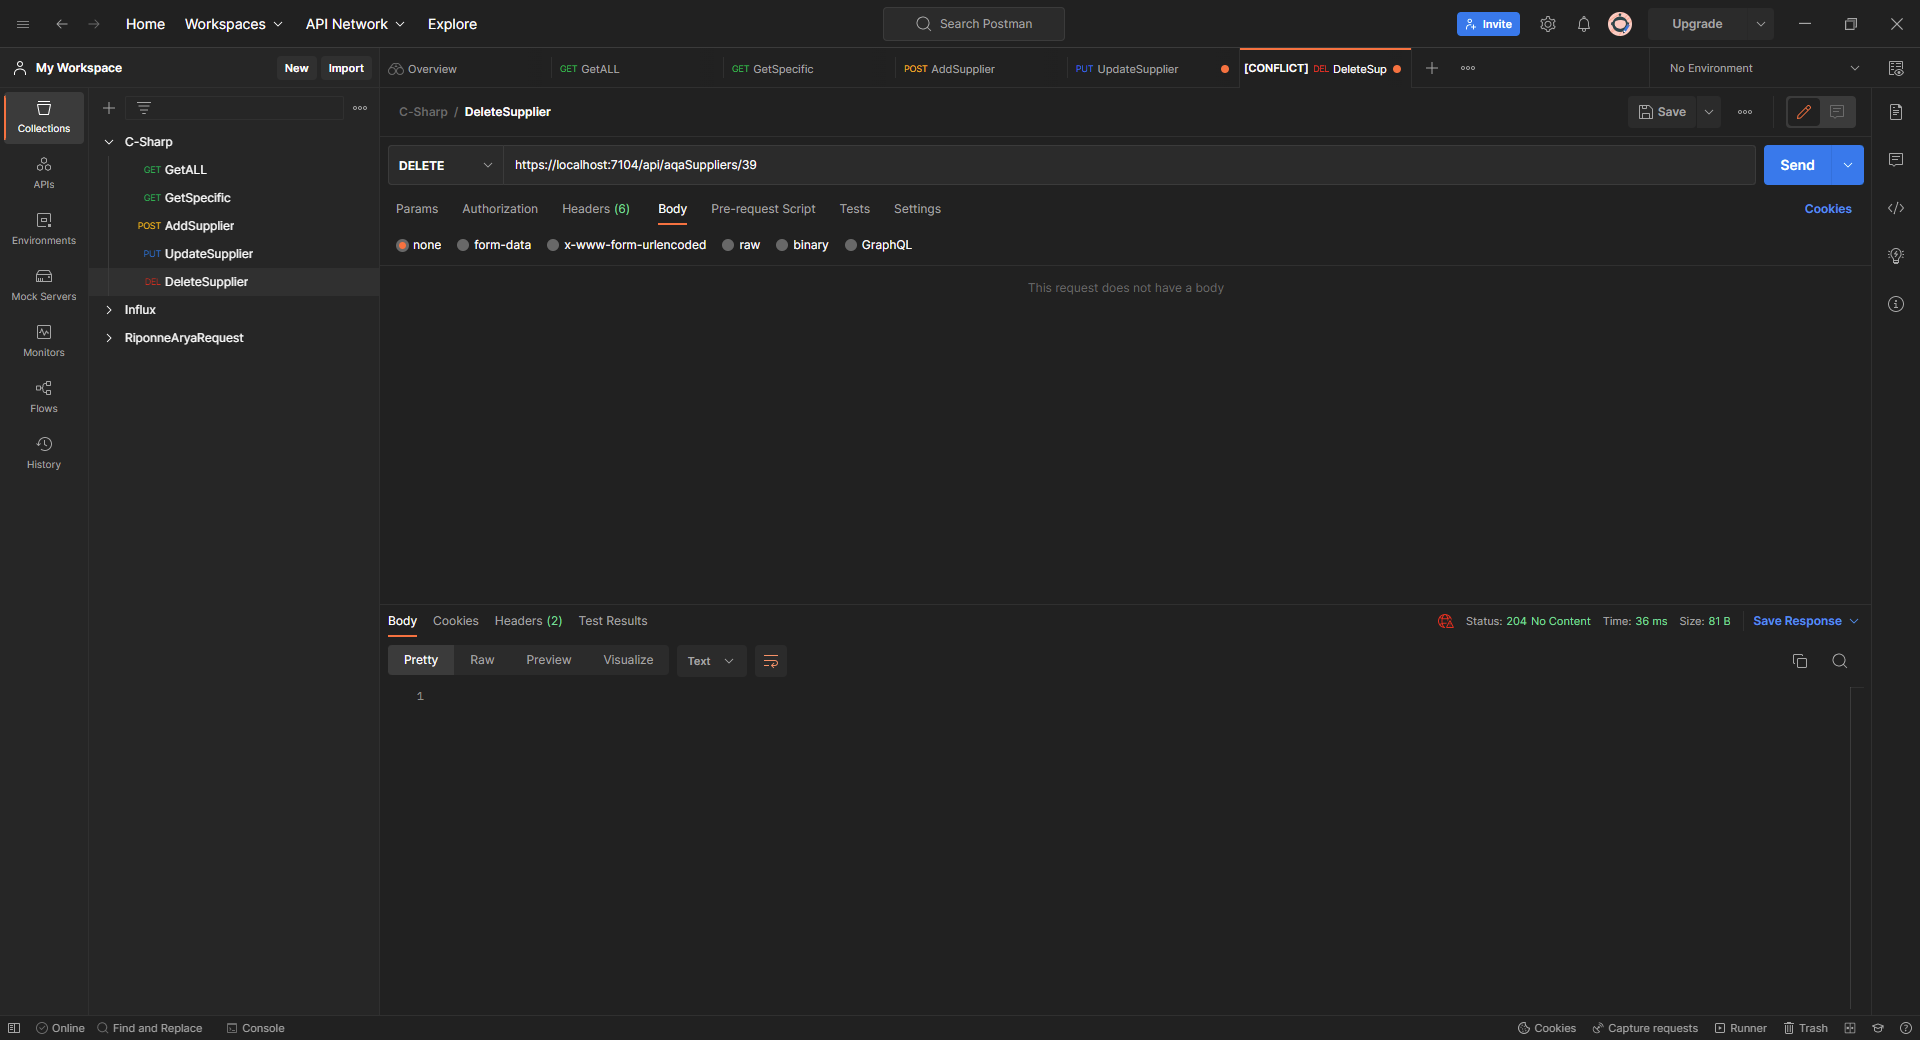 Home Workspaces API Network Explore Search Postman Invite Upgrade
My Workspace New Import Overview GET GetALL GET GetSpecific POST AddSupplier PUT UpdateSupplier [CONFLICT] DEL DeleteSup No Environment
C-Sharp / DeleteSupplier Save
Collections
C-Sharp
GET GetALL
GET GetSpecific
POST AddSupplier
PUT UpdateSupplier
DEL DeleteSupplier
Influx
RiponneAryaRequest
APIs
Environments
Mock Servers
Monitors
Flows
History
DELETE https://localhost:7104/api/aqaSuppliers/39 Send
Params Authorization Headers (6) Body Pre-request Script Tests Settings Cookies
none form-data x-www-form-urlencoded raw binary GraphQL
This request does not have a body
Body Cookies Headers (2) Test Results Status: 204 No Content Time: 36 ms Size: 81 B Save Response
Pretty Raw Preview Visualize Text
1
Online Find and Replace Console Cookies Capture requests Runner Trash